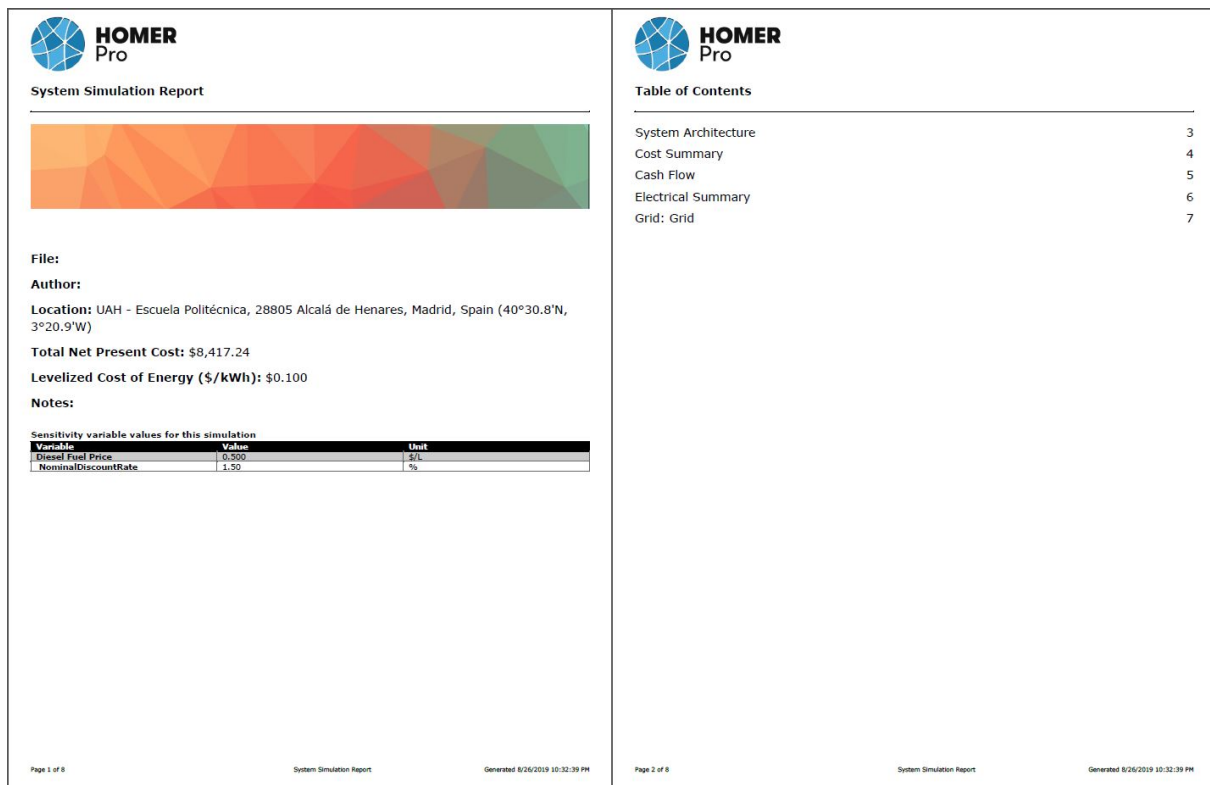 HOMER
Pro
System Simulation Report
File:
Author:
Location: UAH - Escuela Politécnica, 28805 Alcalá de Henares, Madrid, Spain (40°30.8'N,
3°20.9'W)
Total Net Present Cost: $8,417.24
Levelized Cost of Energy ($/kWh): $0.100
Notes:
Sensitivity variable values for this simulation
Variable Value Unit
Diesel Fuel Price 0.500 $/L
NominalDiscountRate 1.50 %
Page 1 of 8 System Simulation Report Generated 8/26/2019 10:32:39 PM
HOMER
Pro
Table of Contents
System Architecture 3
Cost Summary 4
Cash Flow 5
Electrical Summary 6
Grid: Grid 7
Page 2 of 8 System Simulation Report Generated 8/26/2019 10:32:39 PM